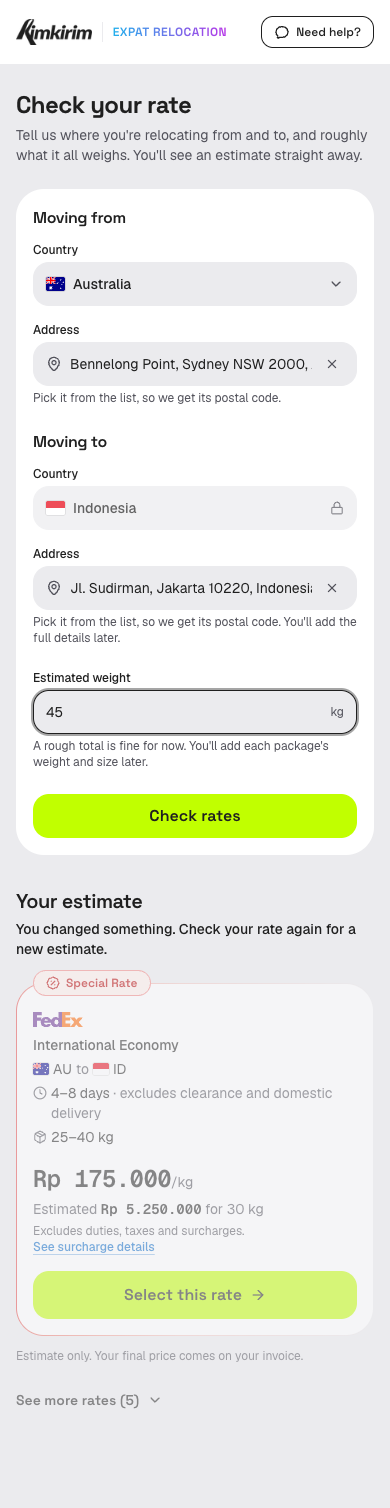 Kimkirim
EXPAT RELOCATION
Need help?
Check your rate
Tell us where you're relocating from and to, and roughly
what it all weighs. You'll see an estimate straight away.
Moving from
Country
Australia
Address
Bennelong Point, Sydney NSW 2000,
Pick it from the list, so we get its postal code.
Moving to
Country
Indonesia
Address
Jl. Sudirman, Jakarta 10220, Indonesia
Pick it from the list, so we get its postal code. You'll add the
full details later.
Estimated weight
45 kg
A rough total is fine for now. You'll add each package's
weight and size later.
Check rates
Your estimate
You changed something. Check your rate again for a
new estimate.
Special Rate
FedEx
International Economy
AU to ID
4–8 days · excludes clearance and domestic
delivery
25–40 kg
Rp 175.000/kg
Estimated Rp 5.250.000 for 30 kg
Excludes duties, taxes and surcharges.
See surcharge details
Select this rate
Estimate only. Your final price comes on your invoice.
See more rates (5)